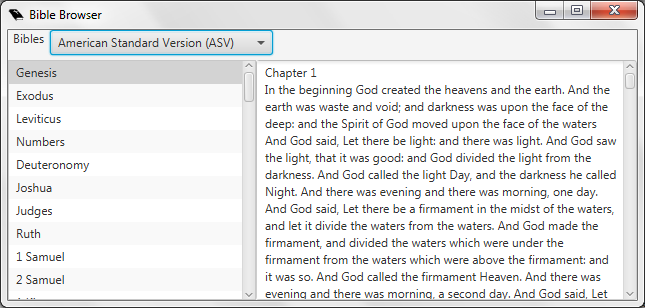 Bible Browser
Bibles
American Standard Version (ASV)
Genesis
Exodus
Leviticus
Numbers
Deuteronomy
Joshua
Judges
Ruth
1 Samuel
2 Samuel
Chapter 1
In the beginning God created the heavens and the earth. And the
earth was waste and void; and darkness was upon the face of the
deep: and the Spirit of God moved upon the face of the waters
And God said, Let there be light: and there was light. And God saw
the light, that it was good: and God divided the light from the
darkness. And God called the light Day, and the darkness he called
Night. And there was evening and there was morning, one day.
And God said, Let there be a firmament in the midst of the waters,
and let it divide the waters from the waters. And God made the
firmament, and divided the waters which were under the
firmament from the waters which were above the firmament: and
it was so. And God called the firmament Heaven. And there was
evening and there was morning, a second day. And God said, Let